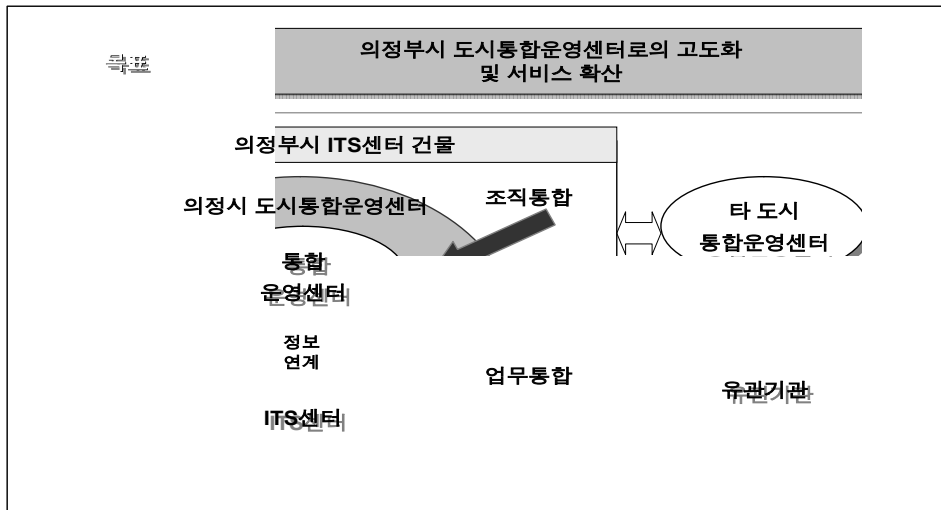 목표
의정부시 도시통합운영센터로의 고도화
및 서비스 확산
의정부시 ITS센터 건물
의정시 도시통합운영센터
조직통합
타 도시
통합운영센터
통합
운영센터
정보
연계
업무통합
유관기관
ITS센터